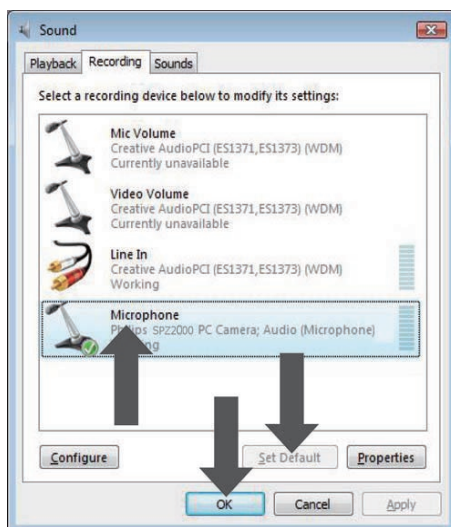 Sound
Playback Recording Sounds
Select a recording device below to modify its settings:
Mic Volume
Creative AudioPCI (ES1371,ES1373) (WDM)
Currently unavailable
Video Volume
Creative AudioPCI (ES1371,ES1373) (WDM)
Currently unavailable
Line In
Creative AudioPCI (ES1371,ES1373) (WDM)
Working
Microphone
SPZ2000 PC Camera; Audio (Microphone)
Configure Set Default Properties
OK Cancel Apply